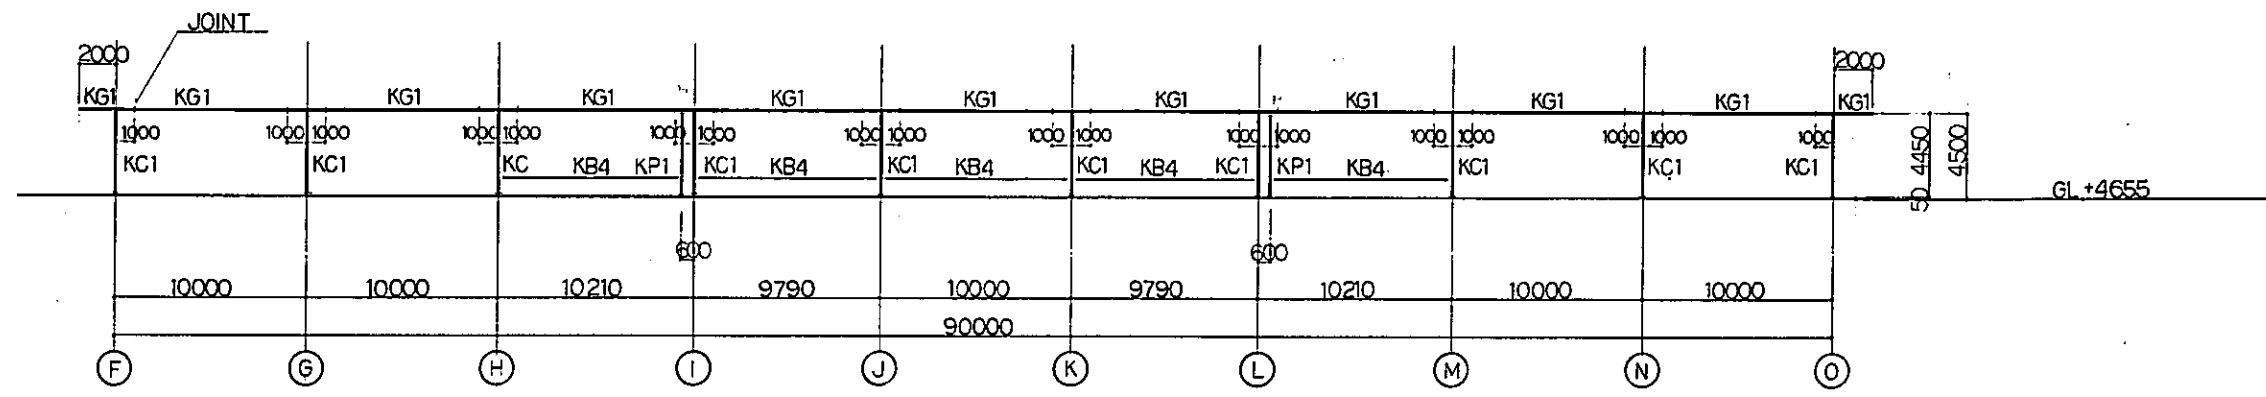 JOINT
2000 2000
KG1 KG1 KG1 KG1 KG1 KG1 KG1 KG1 KG1 KG1 KG1
1000 1000 1000 1000 1000 1000 1000 1000 1000 1000 1000 1000 1000 1000 1000 1000 1000 1000
KC1 KC1 KC KB4 KP1 KC1 KB4 KC1 KB4 KC1 KB4 KC1 KP1 KB4 KC1 KC1 KC1
50 4450 4500
GL +4655
600 600
10000 10000 10210 9790 10000 9790 10210 10000 10000
90000
F G H I J K L M N O